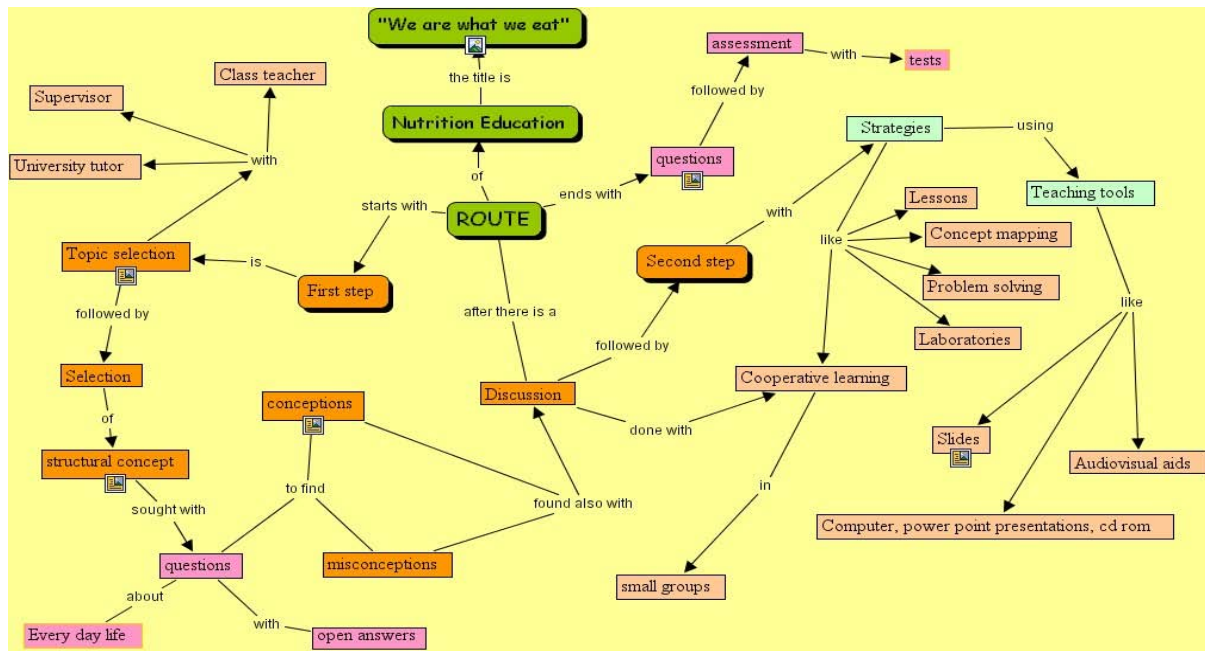 "We are what we eat"
assessment
with
tests
Class teacher
the title is
Supervisor
followed by
Nutrition Education
Strategies
using
University tutor
with
questions
of
ends with
Teaching tools
Lessons
starts with
ROUTE
with
like
Concept mapping
Topic selection
is
Second step
First step
Problem solving
like
followed by
after there is a
Laboratories
followed by
Selection
Cooperative learning
conceptions
Discussion
of
done with
Slides
structural concept
Audiovisual aids
to find
in
found also with
sought with
Computer, power point presentations, cd rom
questions
misconceptions
small groups
about
with
Every day life
open answers